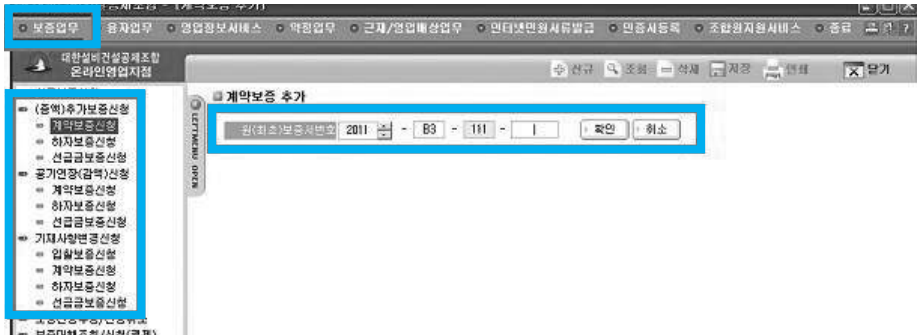 보증업무 융자업무 영업정보서비스 약정업무 근재/영업배상업무 인터넷민원서류발급 인증서등록 조합원지원서비스 종료
대한설비건설공제조합
온라인영업지점
신규 조회 삭제 저장 인쇄 닫기
계약보증 추가
원(최초)보증서번호 2011 - B3 - 111 - 확인 취소
LEFTMENU OPEN
(증액)추가보증신청
계약보증신청
하자보증신청
선급금보증신청
공기연장(감액)신청
계약보증신청
하자보증신청
선급금보증신청
기재사항변경신청
입찰보증신청
계약보증신청
하자보증신청
선급금보증신청